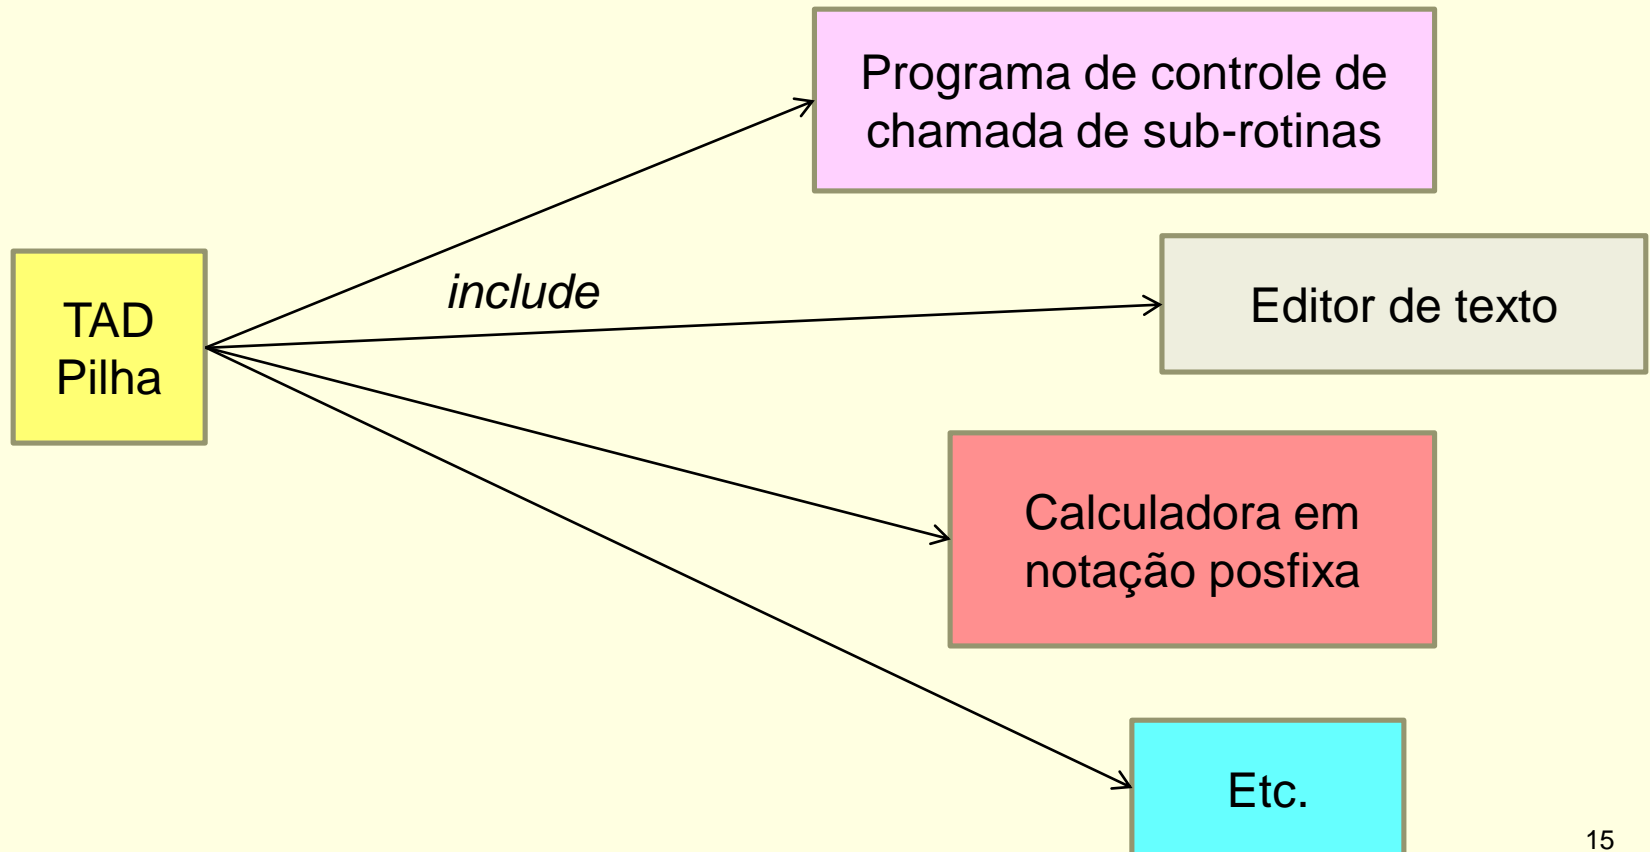 Programa de controle de
chamada de sub-rotinas
include
Editor de texto
TAD
Pilha
Calculadora em
notação posfixa
Etc.
15